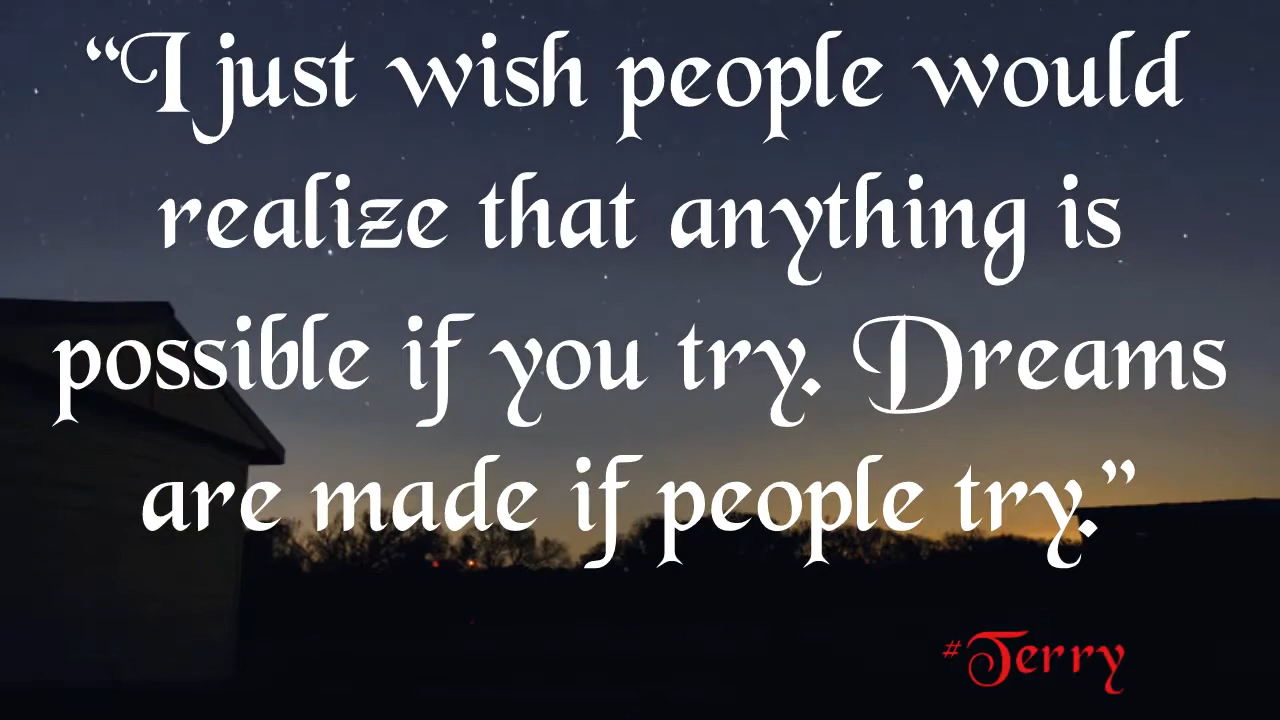 “I just wish people would
realize that anything is
possible if you try. Dreams
are made if people try.”
#Terry